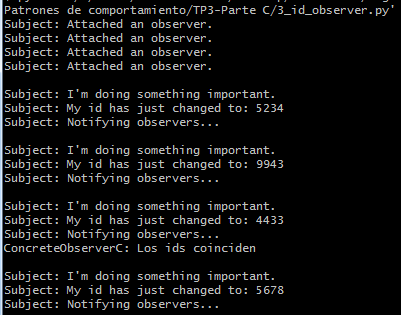 Patrones de comportamiento/TP3-Parte C/3_id_observer.py'
Subject: Attached an observer.
Subject: Attached an observer.
Subject: Attached an observer.
Subject: Attached an observer.
Subject: I'm doing something important.
Subject: My id has just changed to: 5234
Subject: Notifying observers...
Subject: I'm doing something important.
Subject: My id has just changed to: 9943
Subject: Notifying observers...
Subject: I'm doing something important.
Subject: My id has just changed to: 4433
Subject: Notifying observers...
ConcreteObserverC: Los ids coinciden
Subject: I'm doing something important.
Subject: My id has just changed to: 5678
Subject: Notifying observers...